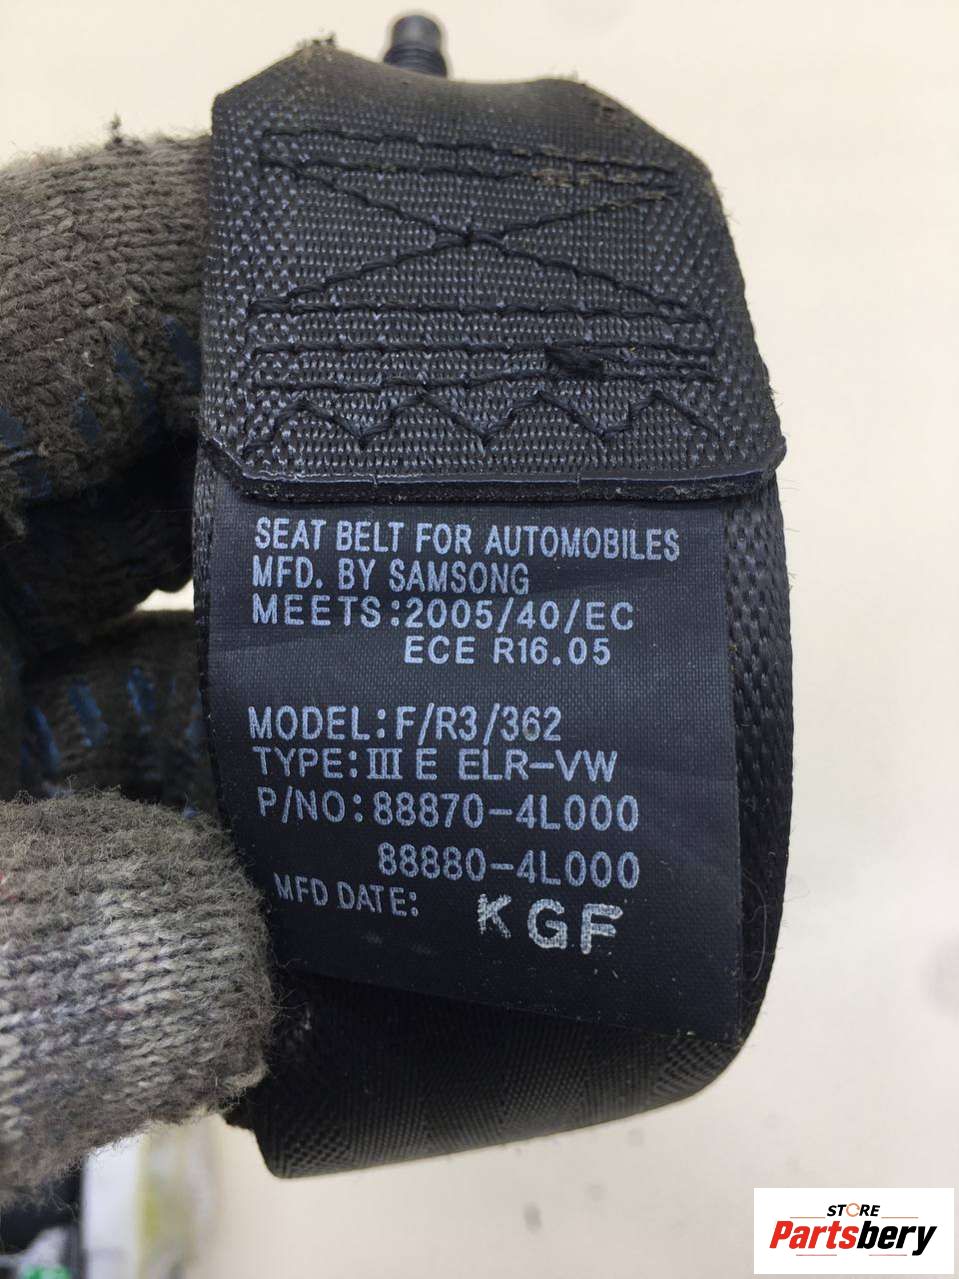 SEAT BELT FOR AUTOMOBILES
MFD. BY SAMSONG
MEETS:2005/40/EC
ECE R16.05
MODEL:F/R3/362
TYPE:III E ELR-VW
P/NO:88870-4L000
88880-4L000
MFD DATE: KGF
STORE
Partsbery